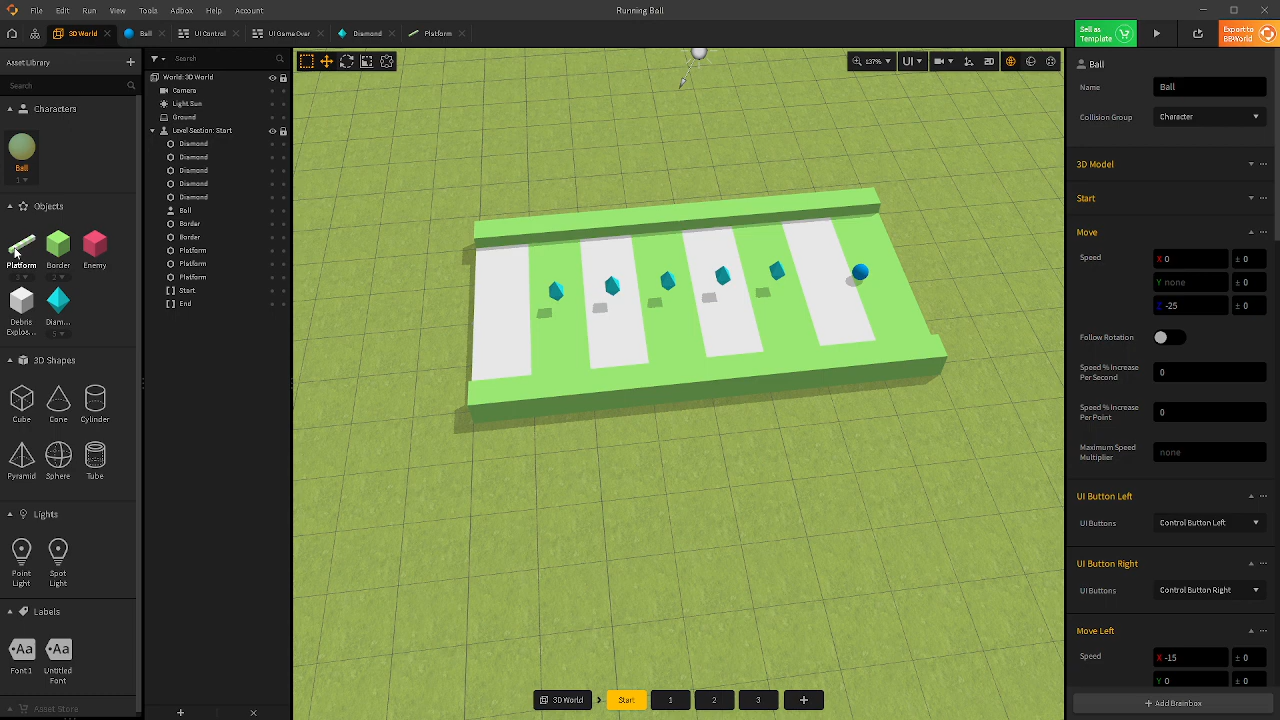 File Edit Run View Tools Adbox Help Account Running Ball
3D World Ball UI Control UI Game Over Diamond Platform
Sell as
Template
Export to
BBWorld
Asset Library
Search
Characters
Ball
1
Objects
Platform Border Enemy
Debris
Explos... Diam...
5
3D Shapes
Cube Cone Cylinder
Pyramid Sphere Tube
Lights
Point
Light Spot
Light
Labels
Font1 Untitled
Font
Asset Store
Search
World: 3D World
Camera
Light Sun
Ground
Level Section: Start
Diamond
Diamond
Diamond
Diamond
Diamond
Ball
Border
Border
Platform
Platform
Platform
Start
End
137% UI 2D
3D World Start 1 2 3
Ball
Name Ball
Collision Group Character
3D Model
Start
Move
Speed X 0 ± 0
Y none ± 0
Z -25 ± 0
Follow Rotation
Speed % Increase
Per Second 0
Speed % Increase
Per Point 0
Maximum Speed
Multiplier none
UI Button Left
UI Buttons Control Button Left
UI Button Right
UI Buttons Control Button Right
Move Left
Speed X -15 ± 0
Y 0 ± 0
Add Brainbox